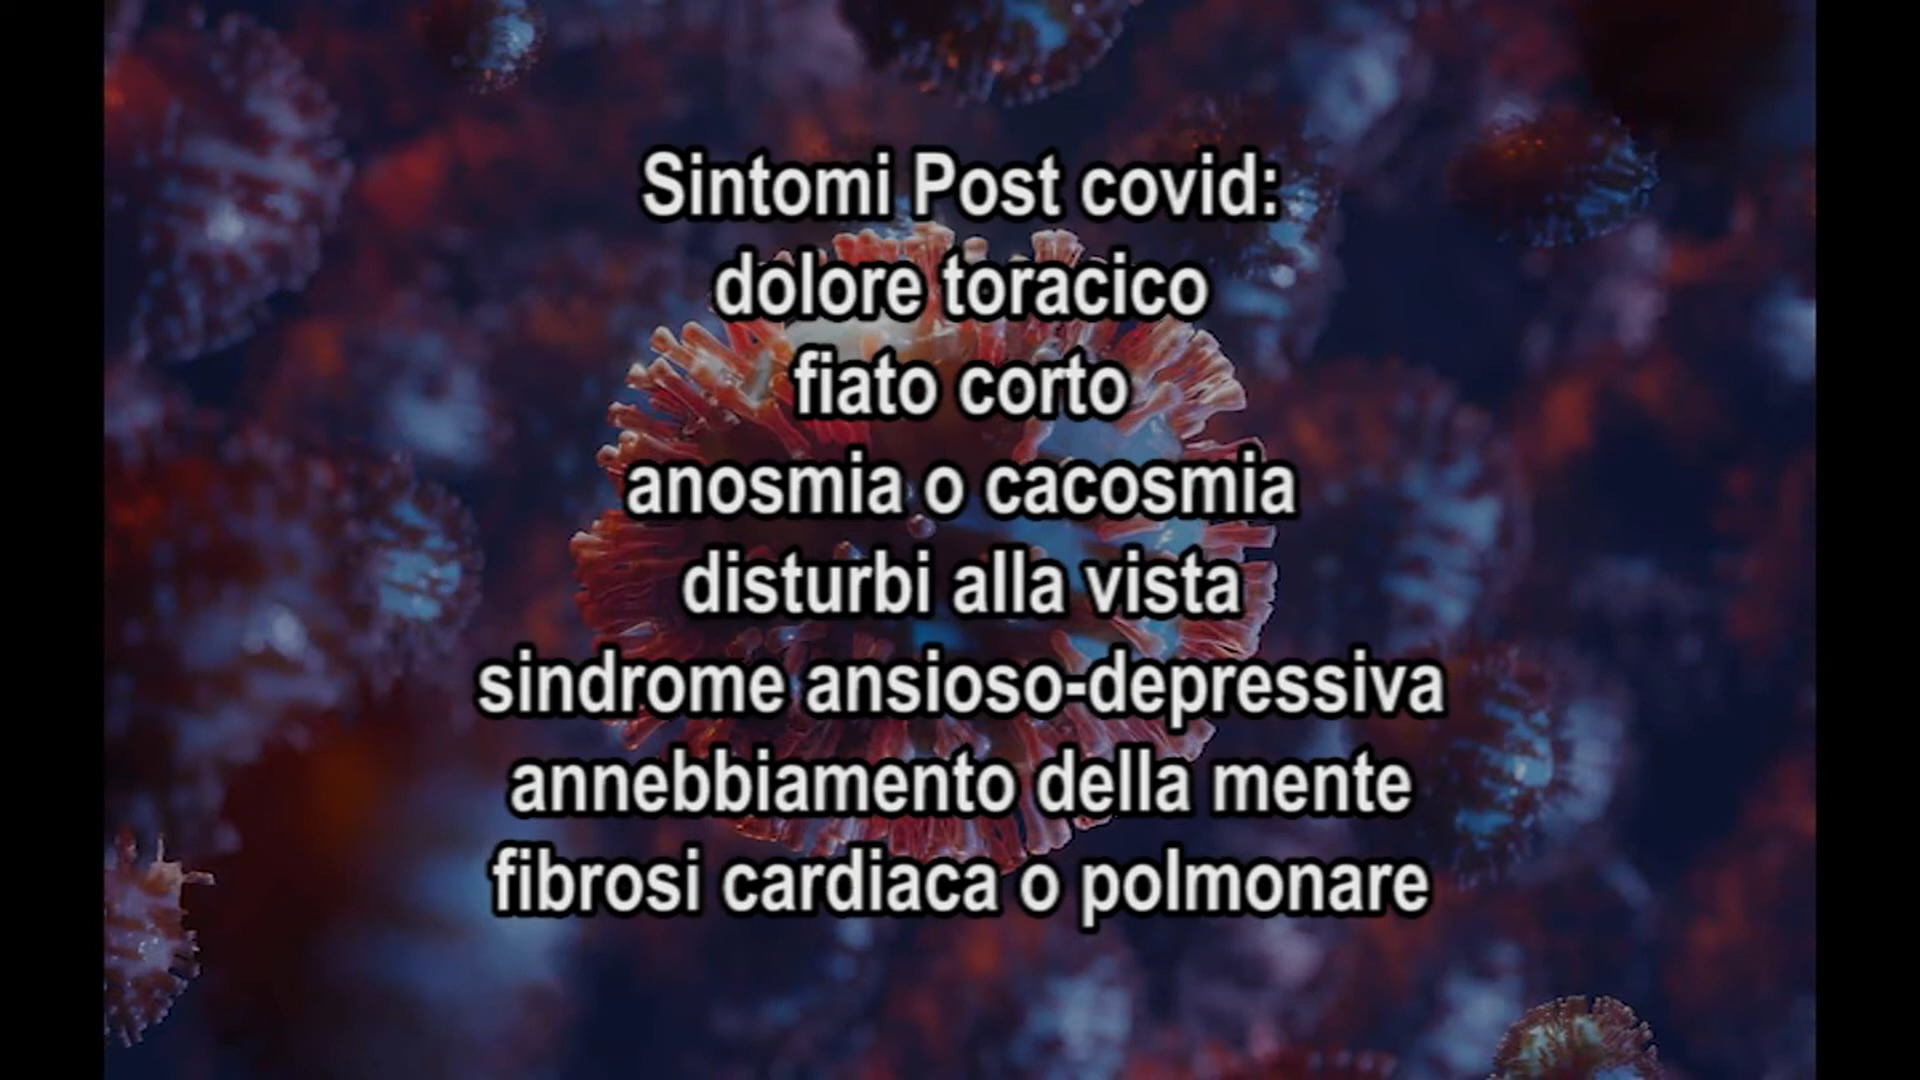 Sintomi Post covid:
dolore toracico
fiato corto
anosmia o cacosmia
disturbi alla vista
sindrome ansioso-depressiva
annebbiamento della mente
fibrosi cardiaca o polmonare